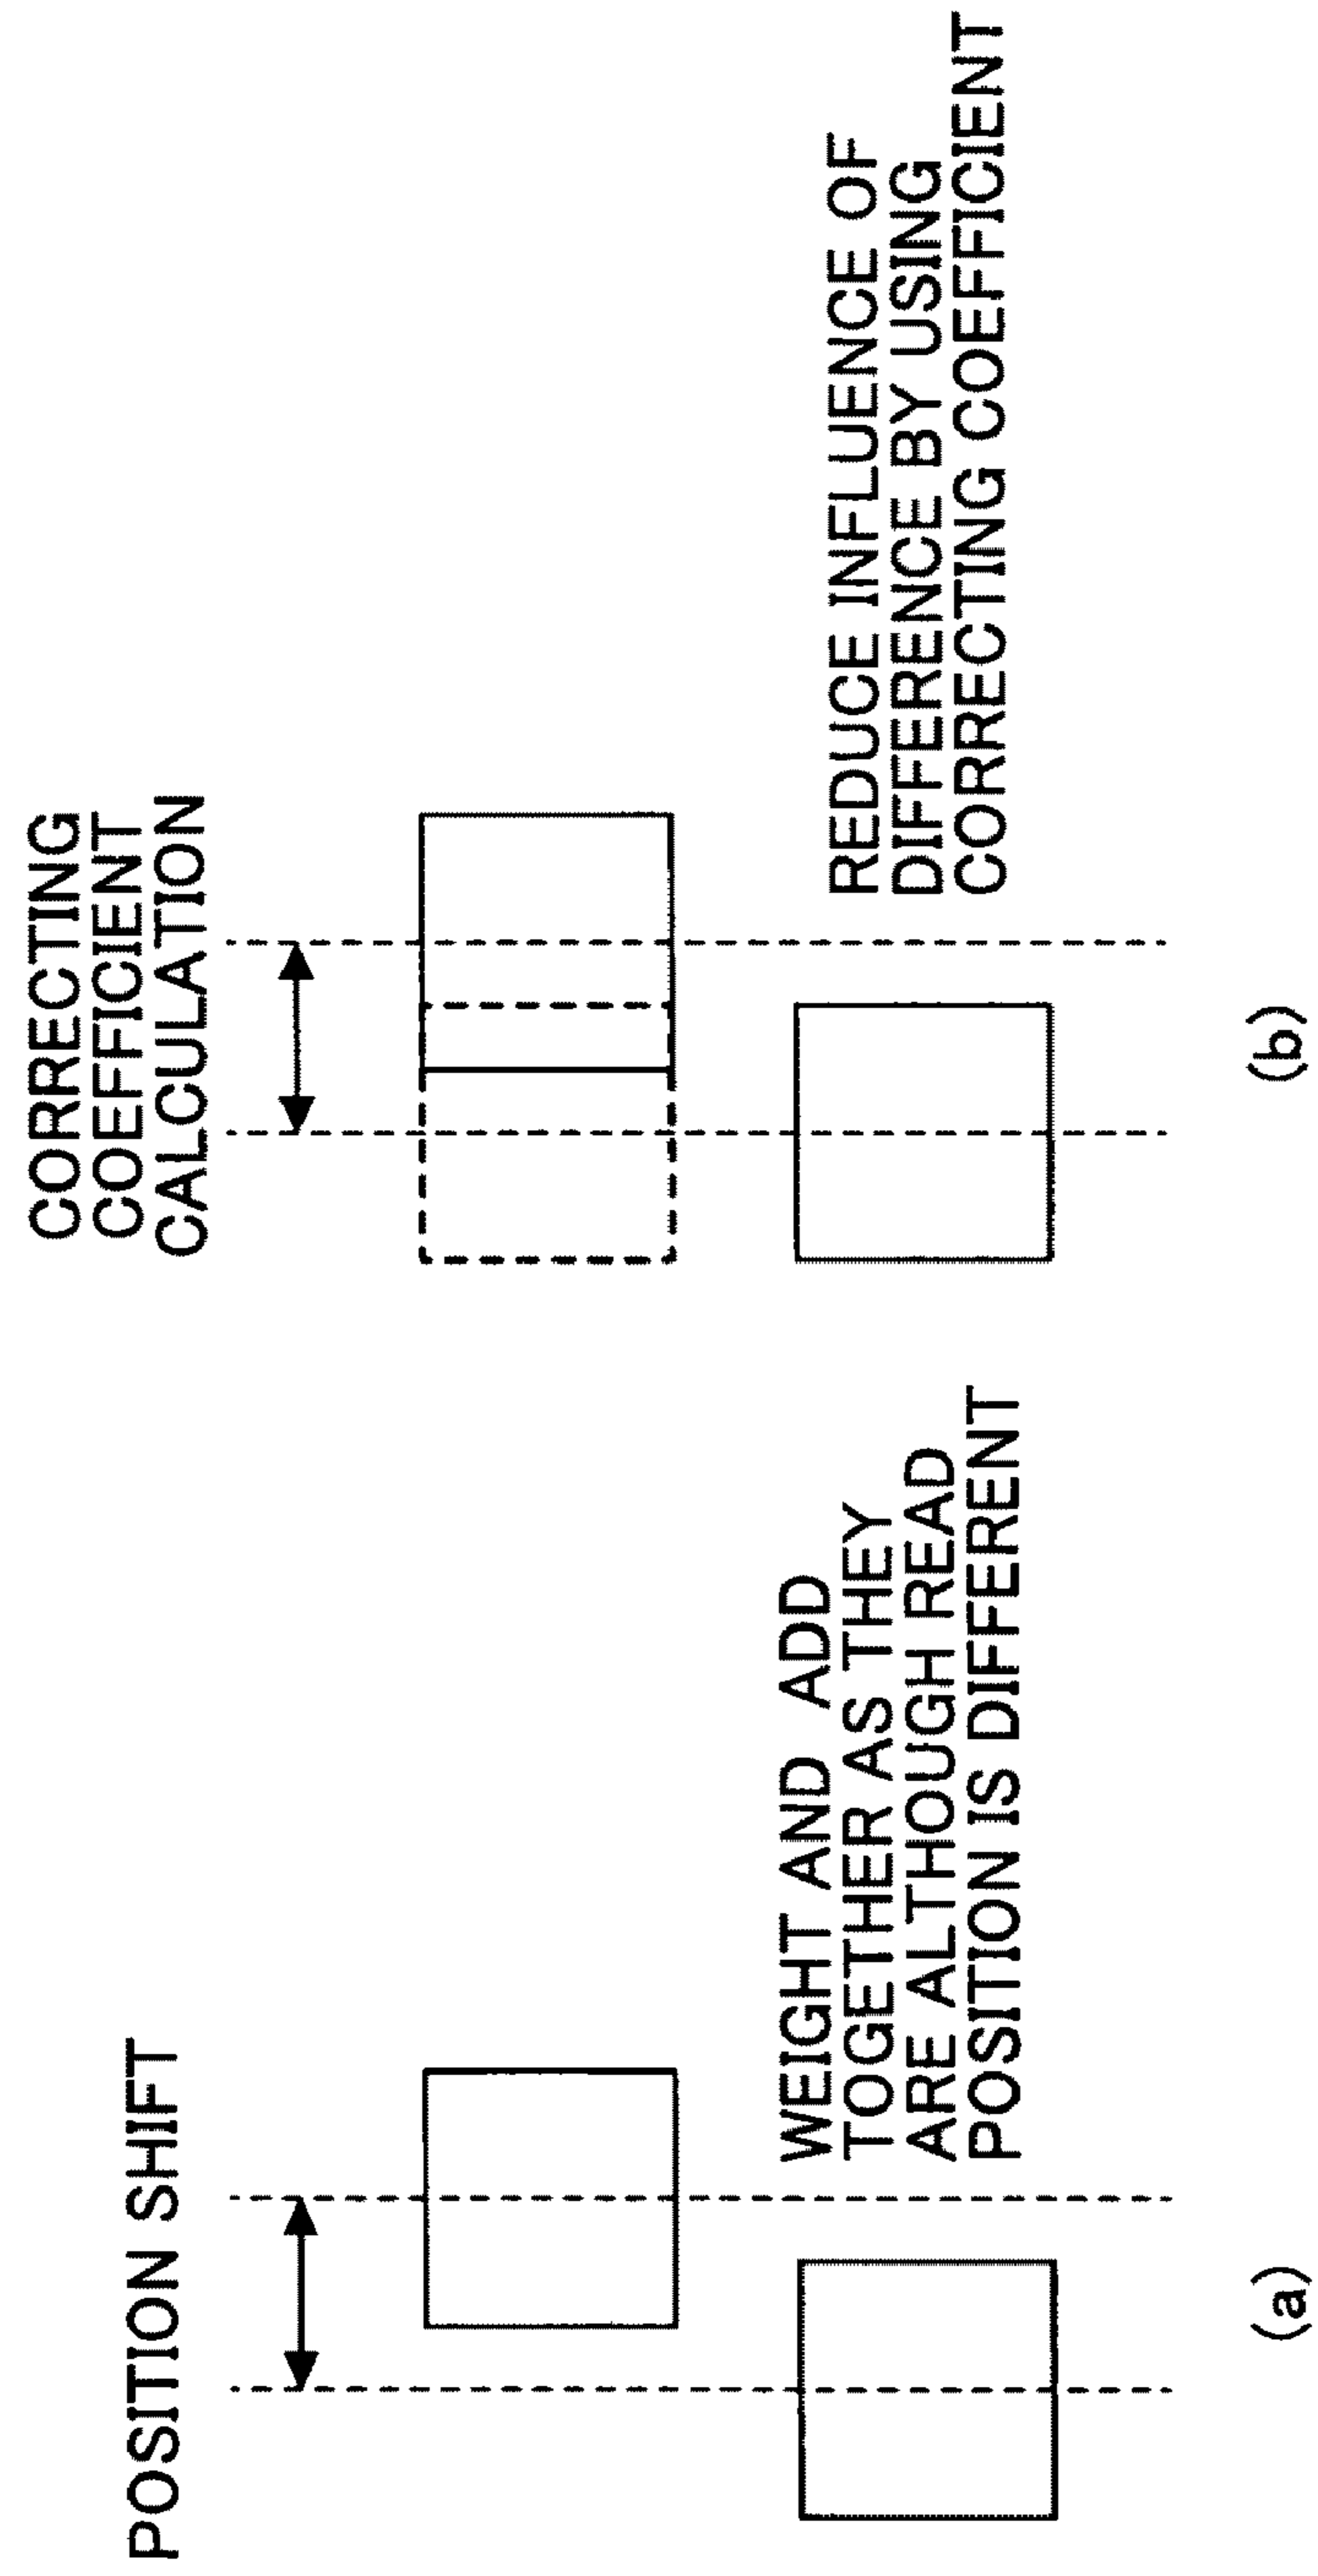 POSITION SHIFT
WEIGHT AND ADD
TOGETHER AS THEY
ARE ALTHOUGH READ
POSITION IS DIFFERENT
(a)
CORRECTING
COEFFICIENT
CALCULATION
REDUCE INFLUENCE OF
DIFFERENCE BY USING
CORRECTING COEFFICIENT
(b)